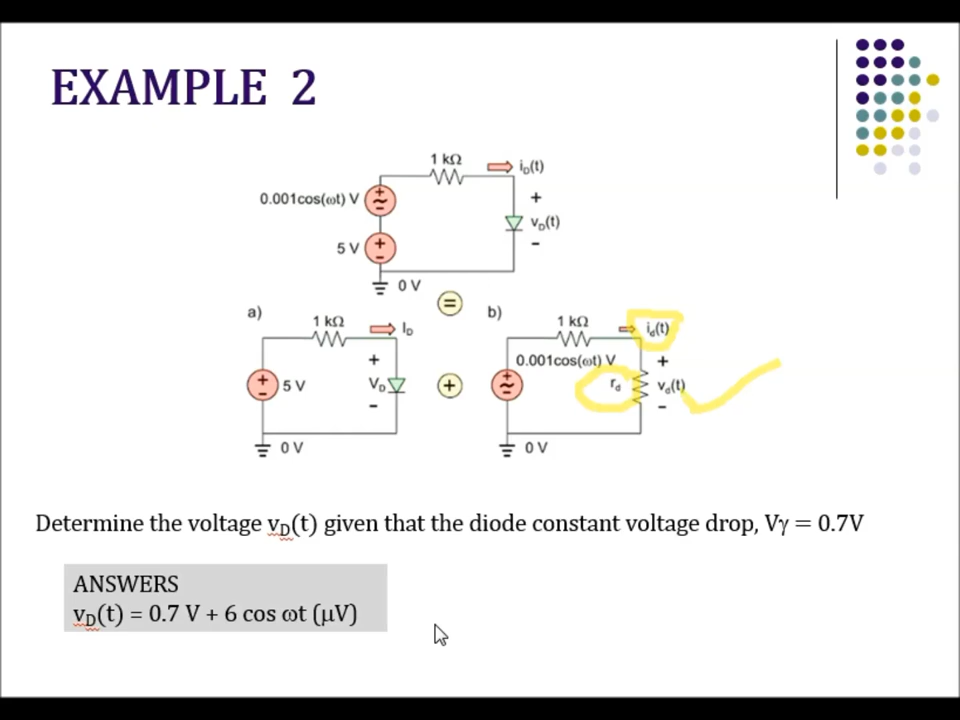 EXAMPLE 2
1 kΩ
i_D(t)
0.001cos(ωt) V
+
~
−
+
v_D(t)
−
5 V
+
−
0 V
=
a)
1 kΩ
I_D
5 V
+
−
+
V_D
−
0 V
+
b)
1 kΩ
i_d(t)
0.001cos(ωt) V
+
~
−
r_d
+
v_d(t)
−
0 V
Determine the voltage v_D(t) given that the diode constant voltage drop, Vγ = 0.7V
ANSWERS
v_D(t) = 0.7 V + 6 cos ωt (μV)